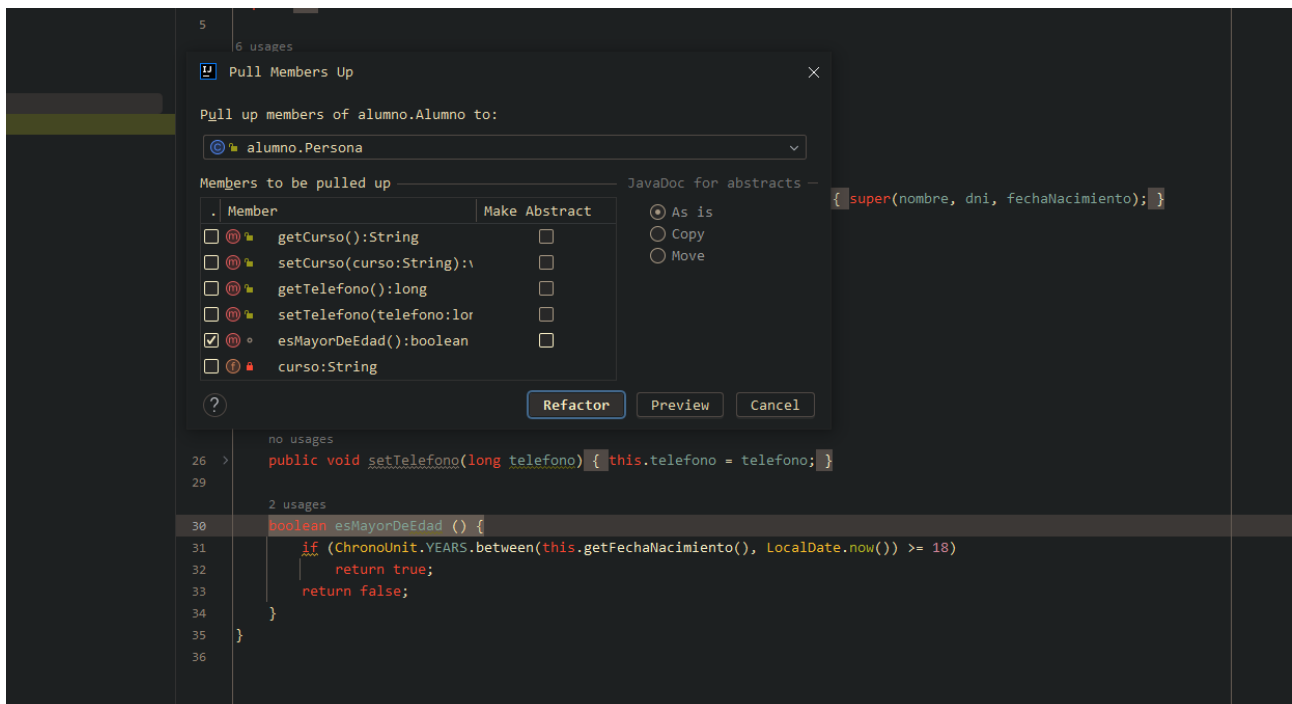 5
6 usages
Pull Members Up
Pull up members of alumno.Alumno to:
alumno.Persona
Members to be pulled up
JavaDoc for abstracts
. Member Make Abstract
As is
Copy
Move
getCurso():String
setCurso(curso:String):v
getTelefono():long
setTelefono(telefono:lor
esMayorDeEdad():boolean
curso:String
{ super(nombre, dni, fechaNacimiento); }
? Refactor Preview Cancel
no usages
26 > public void setTelefono(long telefono) { this.telefono = telefono; }
29
2 usages
30 boolean esMayorDeEdad () {
31 if (ChronoUnit.YEARS.between(this.getFechaNacimiento(), LocalDate.now()) >= 18)
32 return true;
33 return false;
34 }
35 }
36